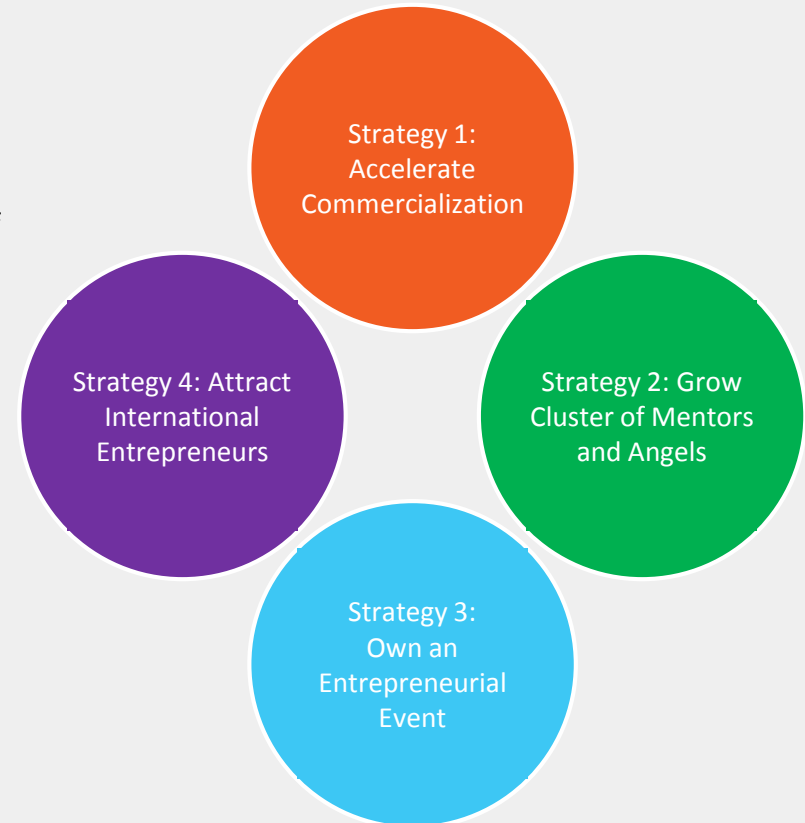 Strategy 1:
Accelerate
Commercialization
Strategy 2: Grow
Cluster of Mentors
and Angels
Strategy 3:
Own an
Entrepreneurial
Event
Strategy 4: Attract
International
Entrepreneurs